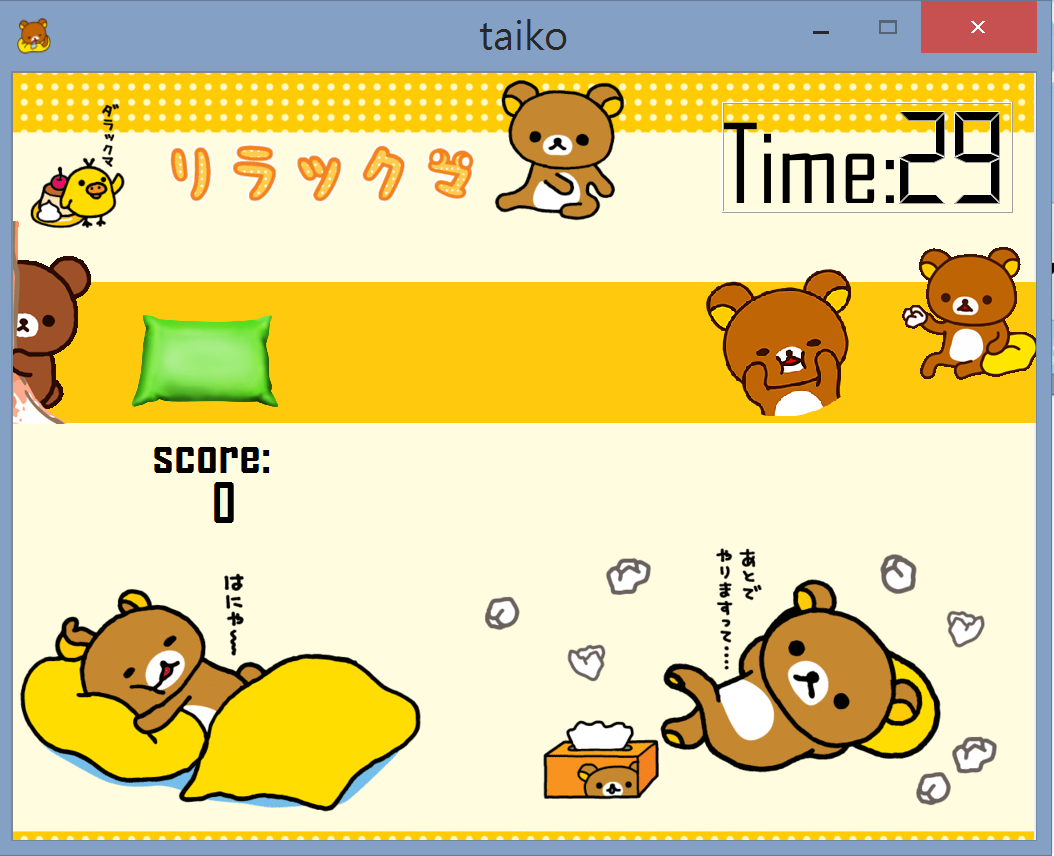 taiko
ダラックマ
リラックマ
Time:29
score:
0
はにゃ〜
あとで
やりますって....